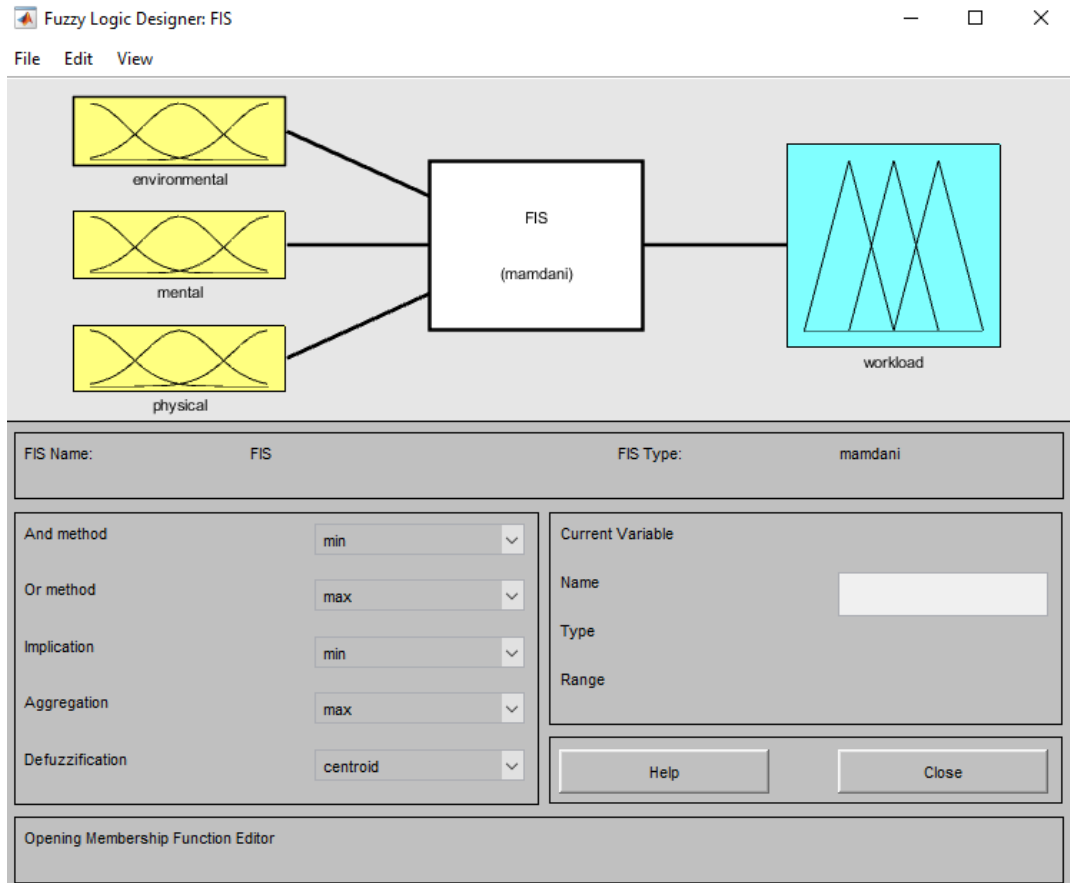 Fuzzy Logic Designer: FIS
File Edit View
environmental
mental
physical
FIS
(mamdani)
workload
FIS Name: FIS FIS Type: mamdani
And method min
Or method max
Implication min
Aggregation max
Defuzzification centroid
Current Variable
Name
Type
Range
Help Close
Opening Membership Function Editor